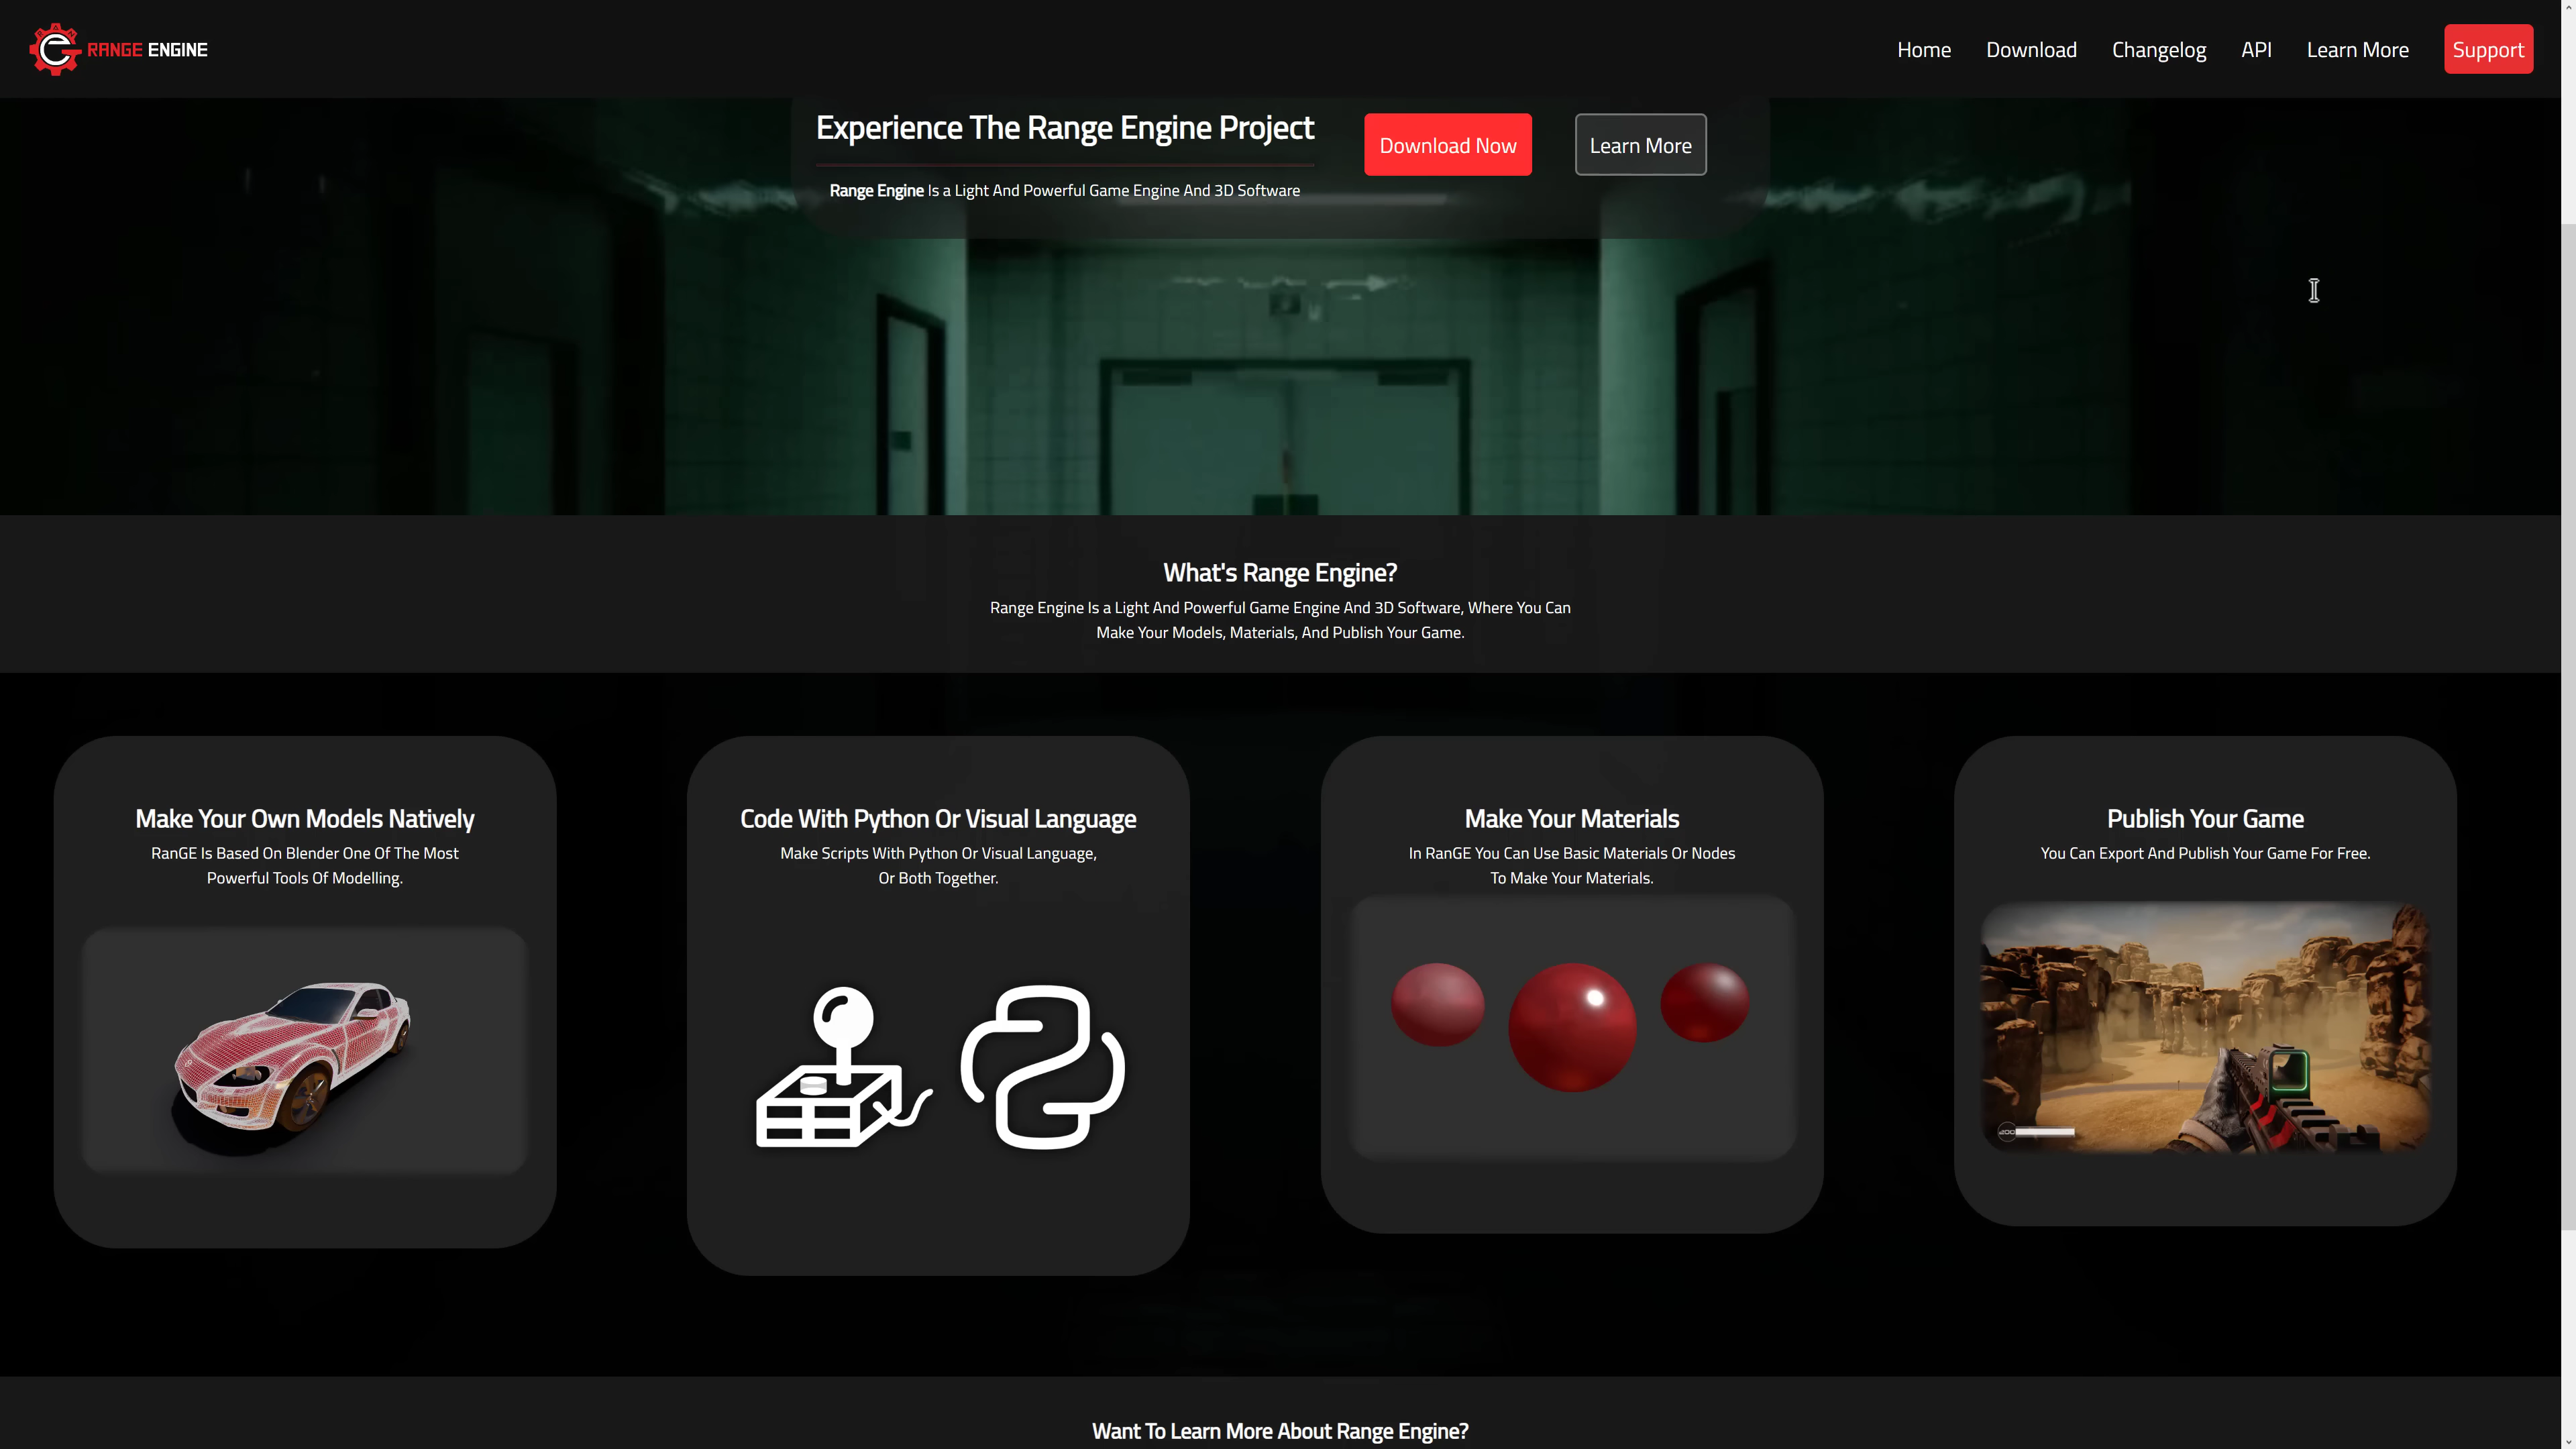 RANGE ENGINE
Home
Download
Changelog
API
Learn More
Support
Experience The Range Engine Project
Download Now
Learn More
Range Engine Is a Light And Powerful Game Engine And 3D Software
What's Range Engine?
Range Engine Is a Light And Powerful Game Engine And 3D Software, Where You Can
Make Your Models, Materials, And Publish Your Game.
Make Your Own Models Natively
RanGE Is Based On Blender One Of The Most
Powerful Tools Of Modelling.
Code With Python Or Visual Language
Make Scripts With Python Or Visual Language,
Or Both Together.
Make Your Materials
In RanGE You Can Use Basic Materials Or Nodes
To Make Your Materials.
Publish Your Game
You Can Export And Publish Your Game For Free.
200
Want To Learn More About Range Engine?